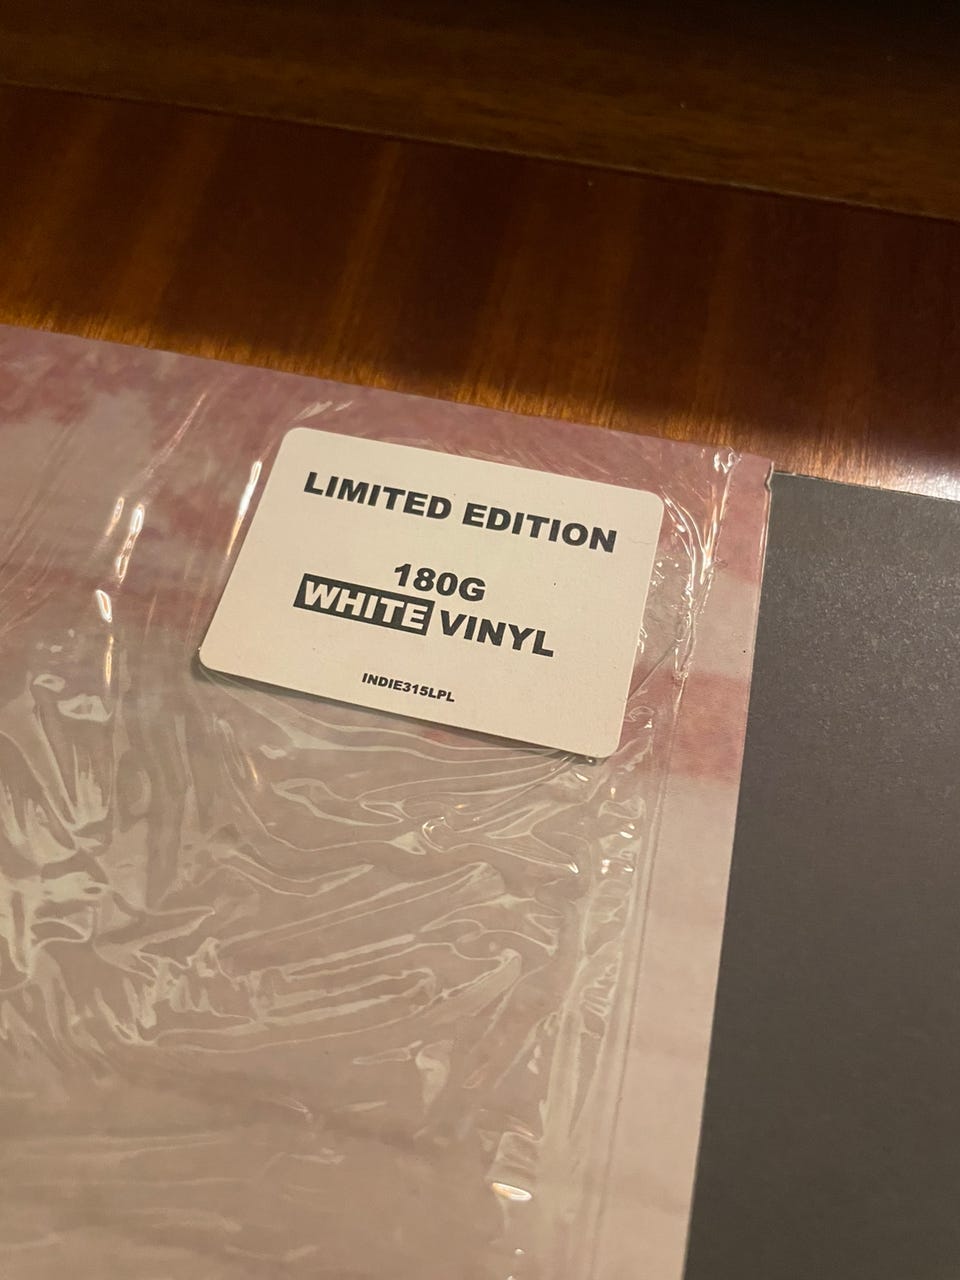 LIMITED EDITION
180G
WHITE VINYL
INDIE315LPL